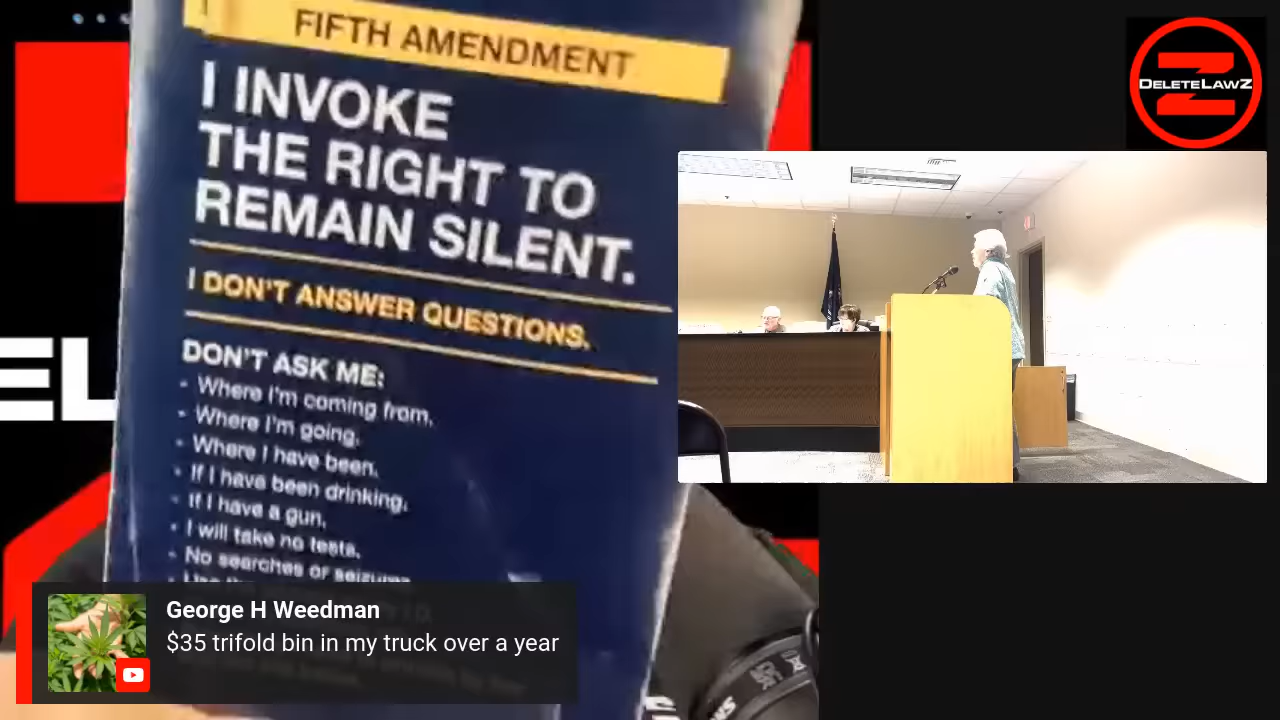 FIFTH AMENDMENT
I INVOKE
THE RIGHT TO
REMAIN SILENT.
I DON'T ANSWER QUESTIONS.
DON'T ASK ME:
- Where I'm coming from.
- Where I'm going.
- Where I have been.
- If I have been drinking.
- If I have a gun.
- I will take no tests.
- No searches or seizures
EL
George H Weedman
$35 trifold bin in my truck over a year
DELETELAWZ